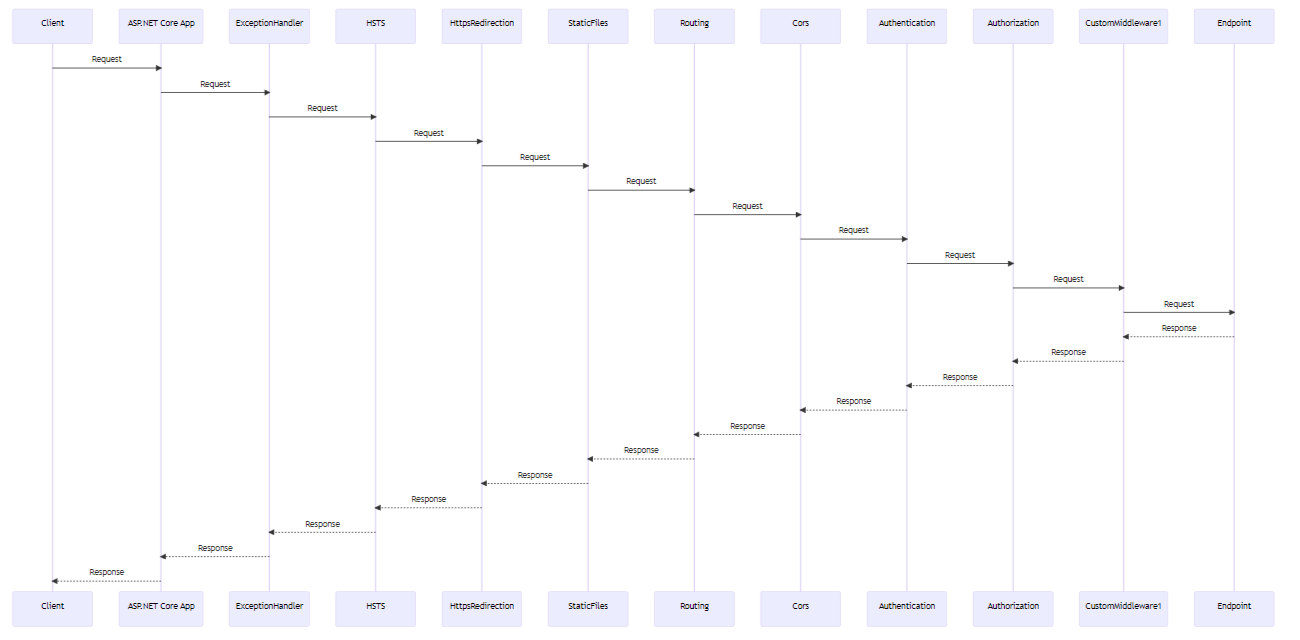 Client
ASP.NET Core App
ExceptionHandler
HSTS
HttpsRedirection
StaticFiles
Routing
Cors
Authentication
Authorization
CustomMiddleware1
Endpoint
Request
Request
Request
Request
Request
Request
Request
Request
Request
Request
Request
Response
Response
Response
Response
Response
Response
Response
Response
Response
Response
Response
Client
ASP.NET Core App
ExceptionHandler
HSTS
HttpsRedirection
StaticFiles
Routing
Cors
Authentication
Authorization
CustomMiddleware1
Endpoint